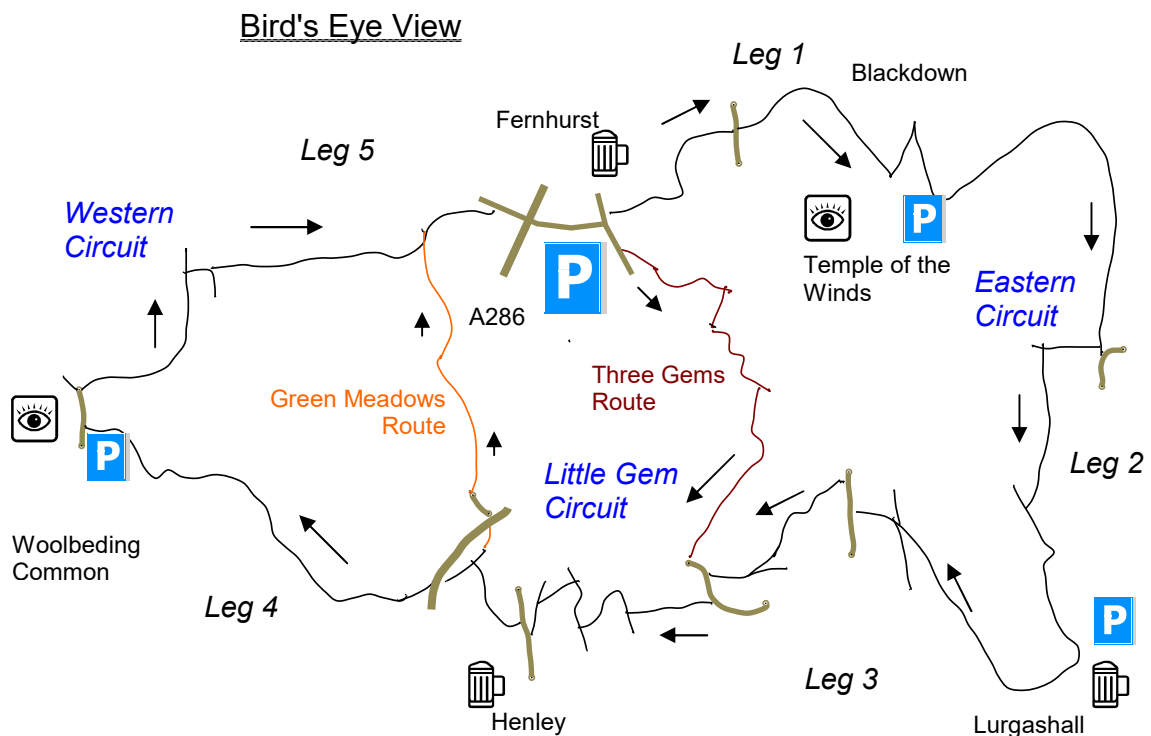 Bird's Eye View
Leg 1
Blackdown
Fernhurst
Leg 5
Western
Circuit
P
P
Temple of the
Winds
Eastern
Circuit
A286
Three Gems
Route
Green Meadows
Route
P
Little Gem
Circuit
Leg 2
Woolbeding
Common
Leg 4
P
Leg 3
Henley
Lurgashall